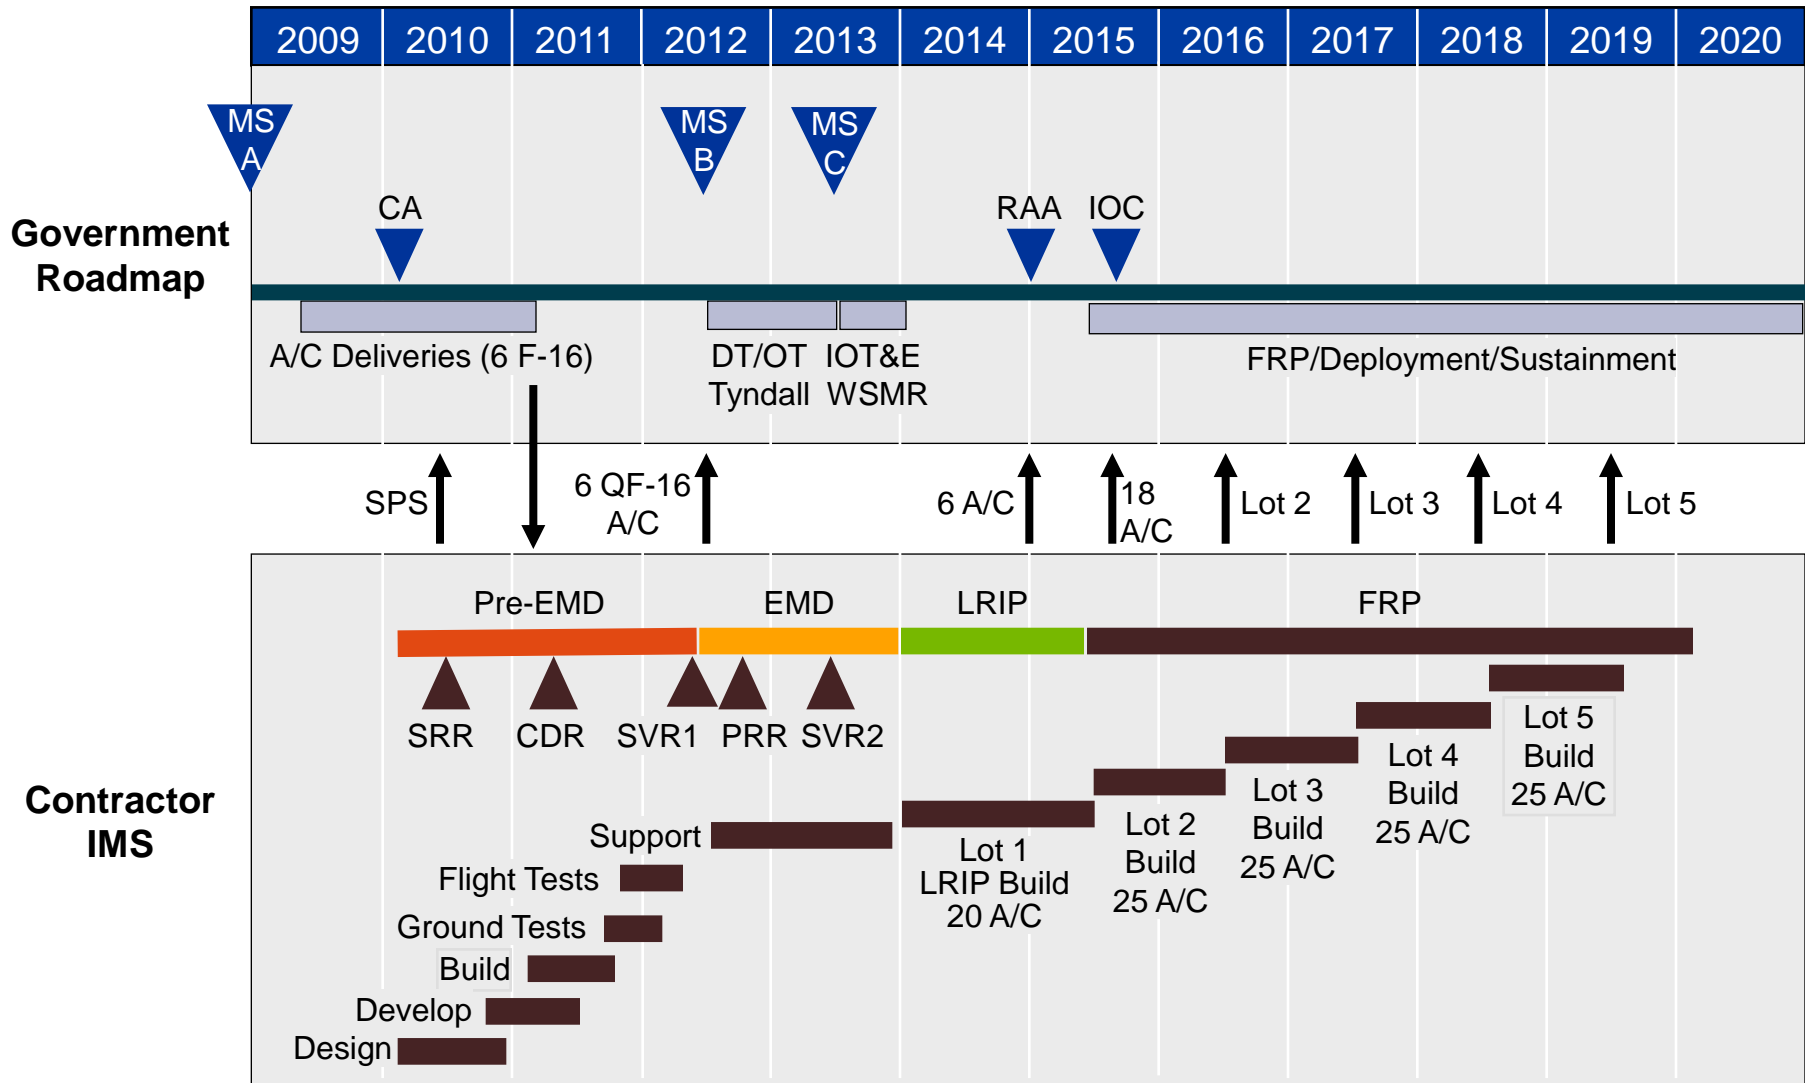 2009 2010 2011 2012 2013 2014 2015 2016 2017 2018 2019 2020
MS
A
MS
B
MS
C
CA
RAA
IOC
Government
Roadmap
A/C Deliveries (6 F-16)
DT/OT
Tyndall
IOT&E
WSMR
FRP/Deployment/Sustainment
SPS
6 QF-16
A/C
6 A/C
18
A/C
Lot 2
Lot 3
Lot 4
Lot 5
Pre-EMD
EMD
LRIP
FRP
SRR
CDR
SVR1
PRR
SVR2
Contractor
IMS
Lot 5
Build
25 A/C
Lot 4
Build
25 A/C
Lot 3
Build
25 A/C
Lot 2
Build
25 A/C
Lot 1
LRIP Build
20 A/C
Support
Flight Tests
Ground Tests
Build
Develop
Design